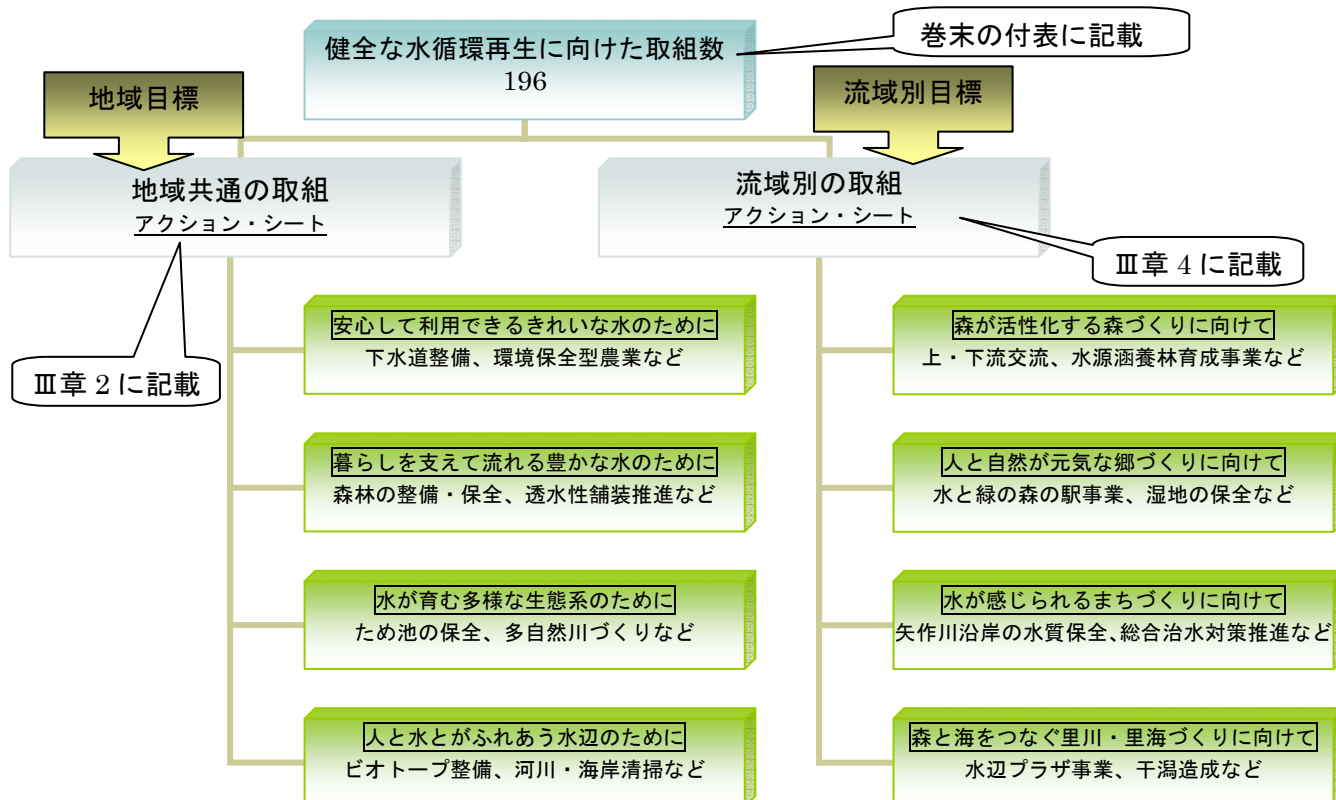 健全な水循環再生に向けた取組数
196
巻末の付表に記載
地域目標
流域別目標
地域共通の取組
アクション・シート
流域別の取組
アクション・シート
Ⅲ章 2 に記載
Ⅲ章 4 に記載
安心して利用できるきれいな水のために
下水道整備、環境保全型農業など
暮らしを支えて流れる豊かな水のために
森林の整備・保全、透水性舗装推進など
水が育む多様な生態系のために
ため池の保全、多自然川づくりなど
人と水とがふれあう水辺のために
ビオトープ整備、河川・海岸清掃など
森が活性化する森づくりに向けて
上・下流交流、水源涵養林育成事業など
人と自然が元気な郷づくりに向けて
水と緑の森の駅事業、湿地の保全など
水が感じられるまちづくりに向けて
矢作川沿岸の水質保全、総合治水対策推進など
森と海をつなぐ里川・里海づくりに向けて
水辺プラザ事業、干潟造成など